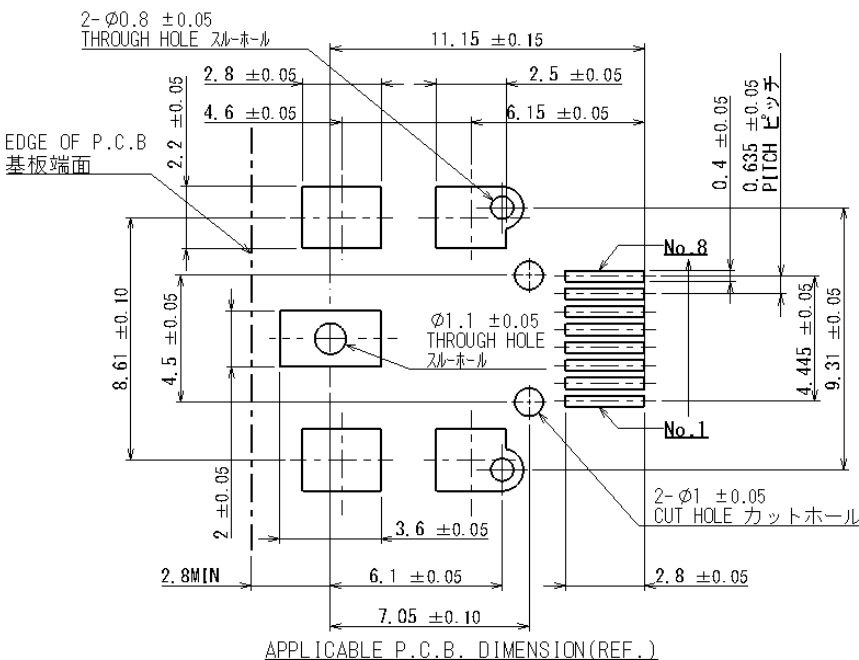 2-Ø0.8 ±0.05
THROUGH HOLE スルーホール
11.15 ±0.15
2.8 ±0.05
2.5 ±0.05
4.6 ±0.05
6.15 ±0.05
2.2 ±0.05
0.4 ±0.05
0.635 ±0.05
PITCH ピッチ
EDGE OF P.C.B
基板端面
No.8
8.61 ±0.10
4.5 ±0.05
Ø1.1 ±0.05
THROUGH HOLE
スルーホール
4.445 ±0.05
9.31 ±0.05
No.1
2 ±0.05
3.6 ±0.05
2-Ø1 ±0.05
CUT HOLE カットホール
2.8MIN
6.1 ±0.05
2.8 ±0.05
7.05 ±0.10
APPLICABLE P.C.B. DIMENSION(REF.)